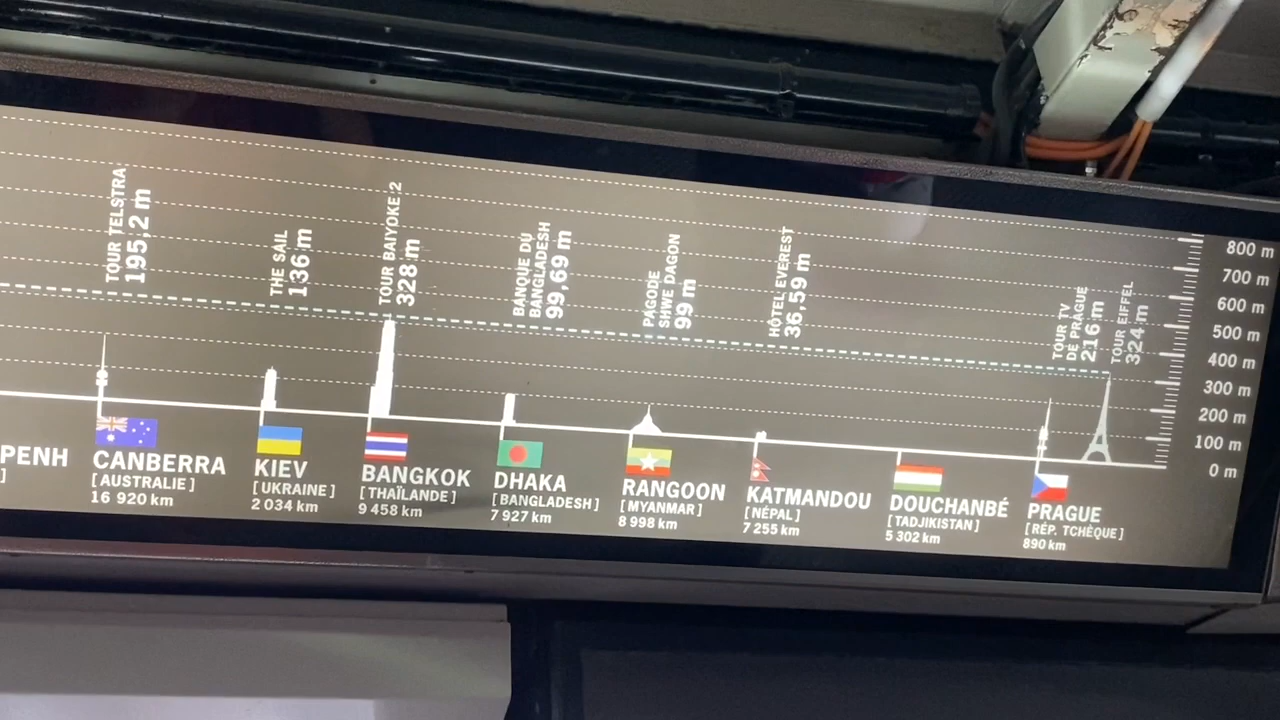 TOUR TELSTRA
195,2 m
THE SAIL
136 m
TOUR BAIYOKE 2
328 m
BANQUE DU
BANGLADESH
99,69 m
PAGODE
SHWE DAGON
99 m
HÔTEL EVEREST
36,59 m
TOUR TV
DE PRAGUE
216 m
TOUR EIFFEL
324 m
800 m
700 m
600 m
500 m
400 m
300 m
200 m
100 m
0 m
PENH
]
CANBERRA
[AUSTRALIE]
16 920 km
KIEV
[UKRAINE]
2 034 km
BANGKOK
[THAÏLANDE]
9 458 km
DHAKA
[BANGLADESH]
7 927 km
RANGOON
[MYANMAR]
8 998 km
KATMANDOU
[NÉPAL]
7 255 km
DOUCHANBÉ
[TADJIKISTAN]
5 302 km
PRAGUE
[RÉP. TCHÈQUE]
890 km